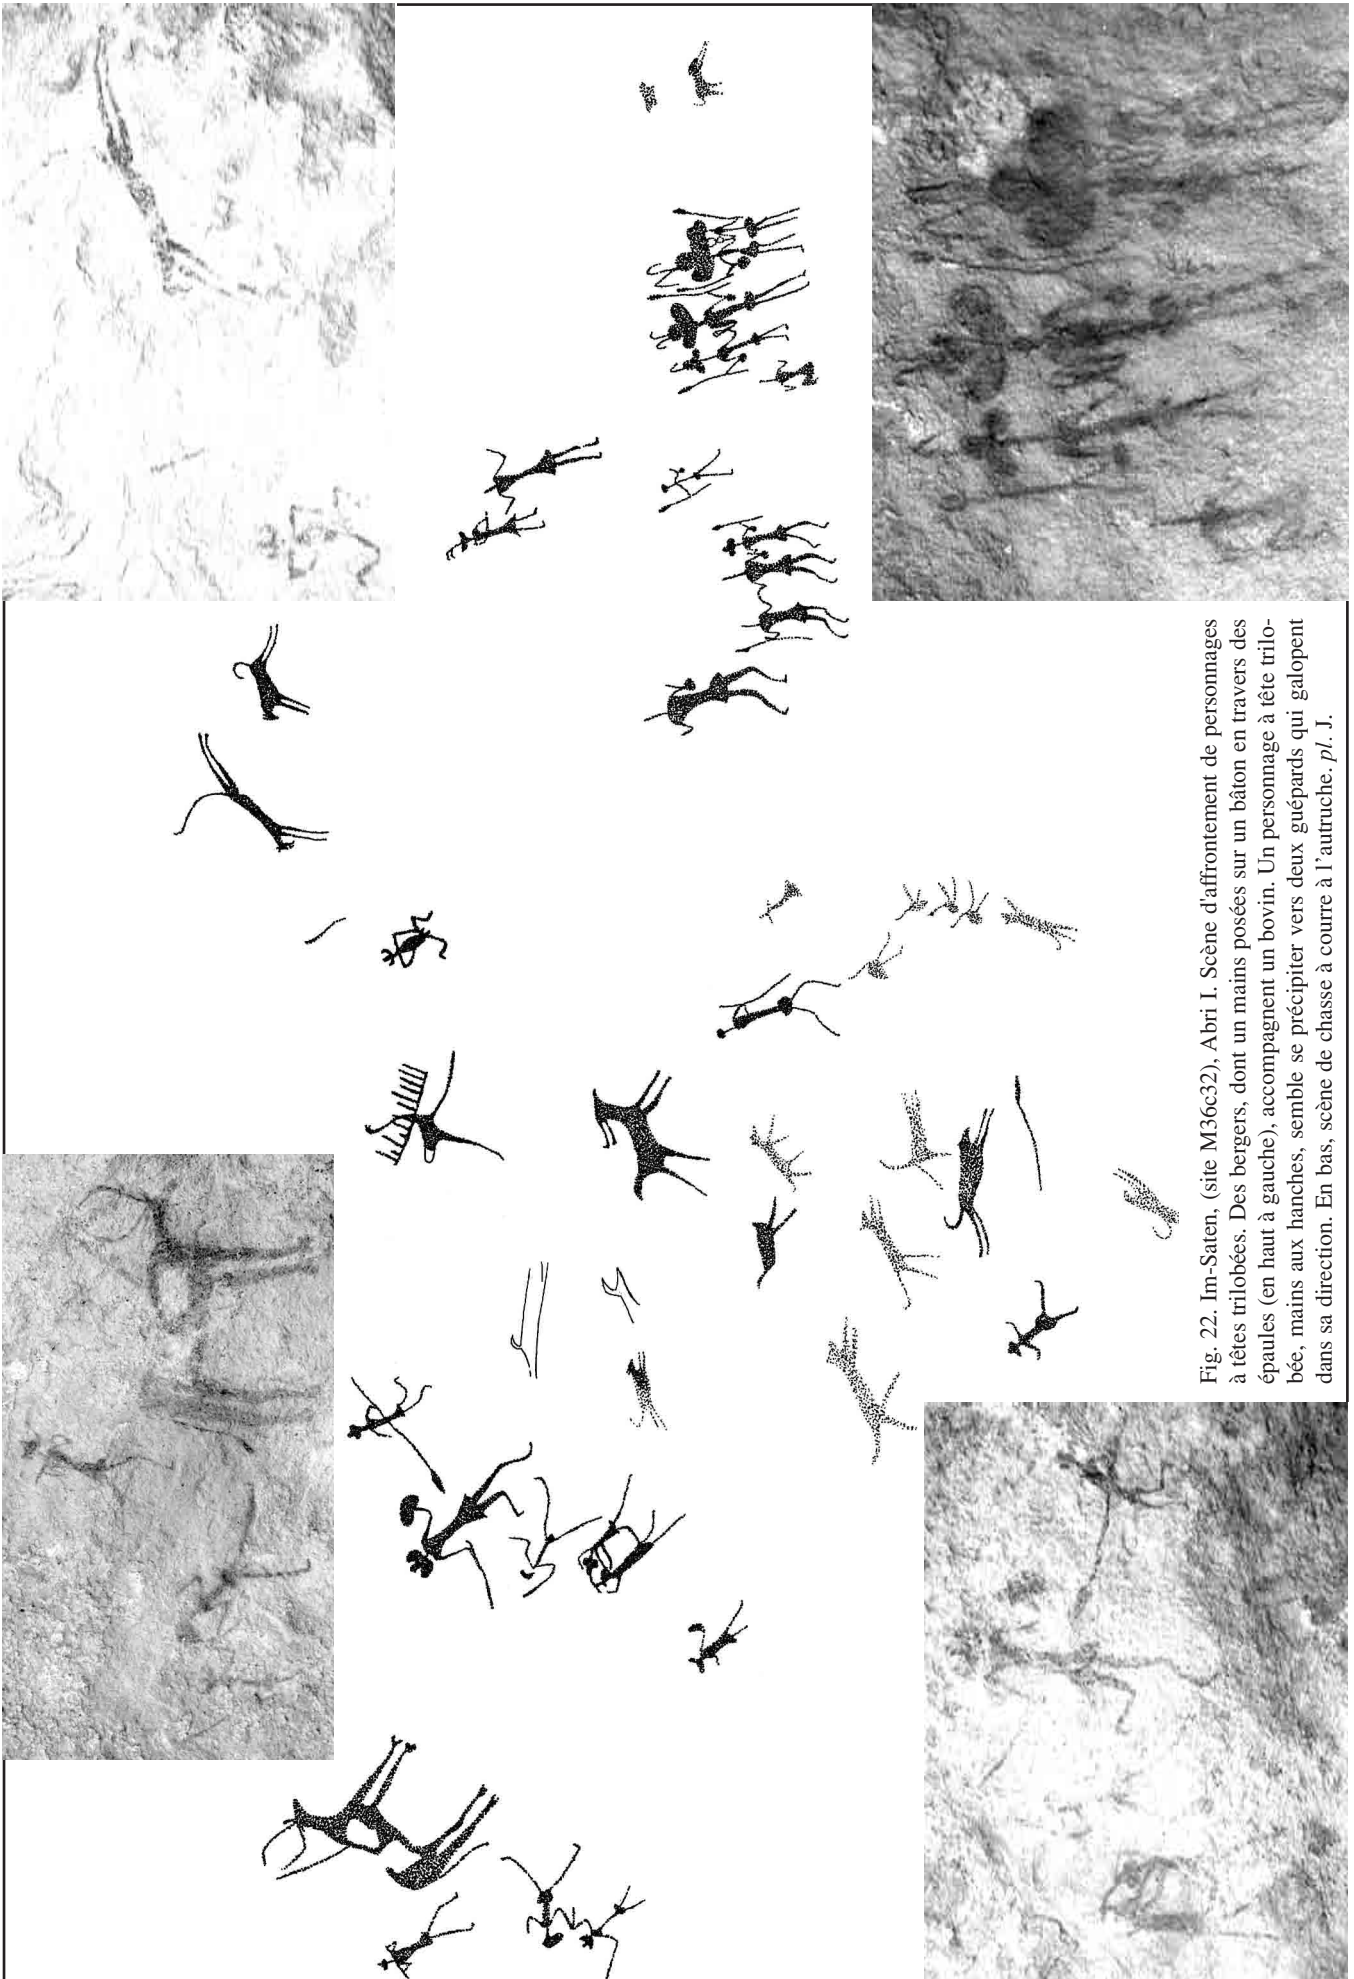 Fig. 22. Im-Saten, (site M36c32), Abri I. Scène d'affrontement de personnages
à têtes trilobées. Des bergers, dont un mains posées sur un bâton en travers des
épaules (en haut à gauche), accompagnent un bovin. Un personnage à tête trilo-
bée, mains aux hanches, semble se précipiter vers deux guépards qui galopent
dans sa direction. En bas, scène de chasse à courre à l'autruche. pl. J.